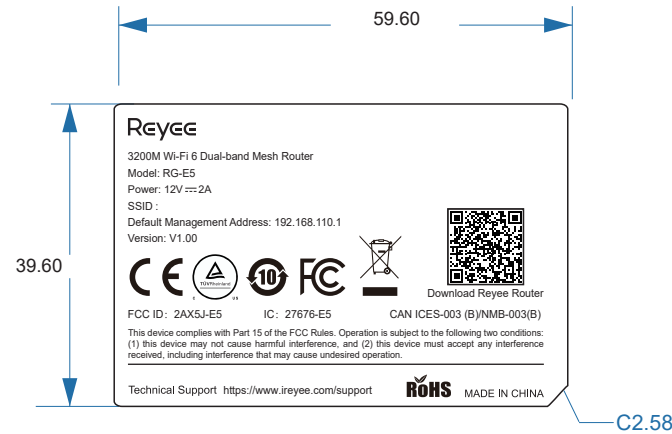 59.60
39.60
Reyee
3200M Wi-Fi 6 Dual-band Mesh Router
Model: RG-E5
Power: 12V⎓2A
SSID :
Default Management Address: 192.168.110.1
Version: V1.00
CE
TÜVRheinland
C US
10
FC
Download Reyee Router
FCC ID: 2AX5J-E5 IC: 27676-E5 CAN ICES-003 (B)/NMB-003(B)
This device complies with Part 15 of the FCC Rules. Operation is subject to the following two conditions:
(1) this device may not cause harmful interference, and (2) this device must accept any interference
received, including interference that may cause undesired operation.
Technical Support https://www.ireyee.com/support RoHS MADE IN CHINA
C2.58